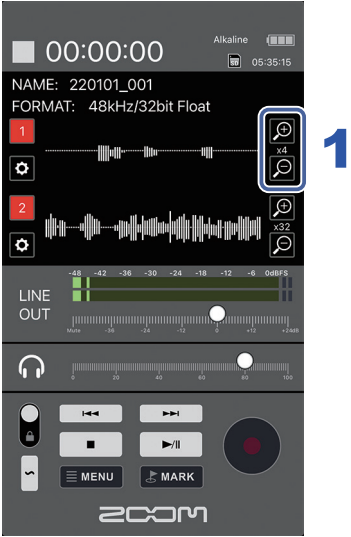 00:00:00
Alkaline
SD
05:35:15
NAME: 220101_001
FORMAT: 48kHz/32bit Float
1
x4
1
2
x32
-48 -42 -36 -30 -24 -18 -12 -6 0dBFS
LINE
OUT
Mute -36 -24 -12 0 +12 +24dB
0 20 40 60 80 100
MENU
MARK
ZOOM